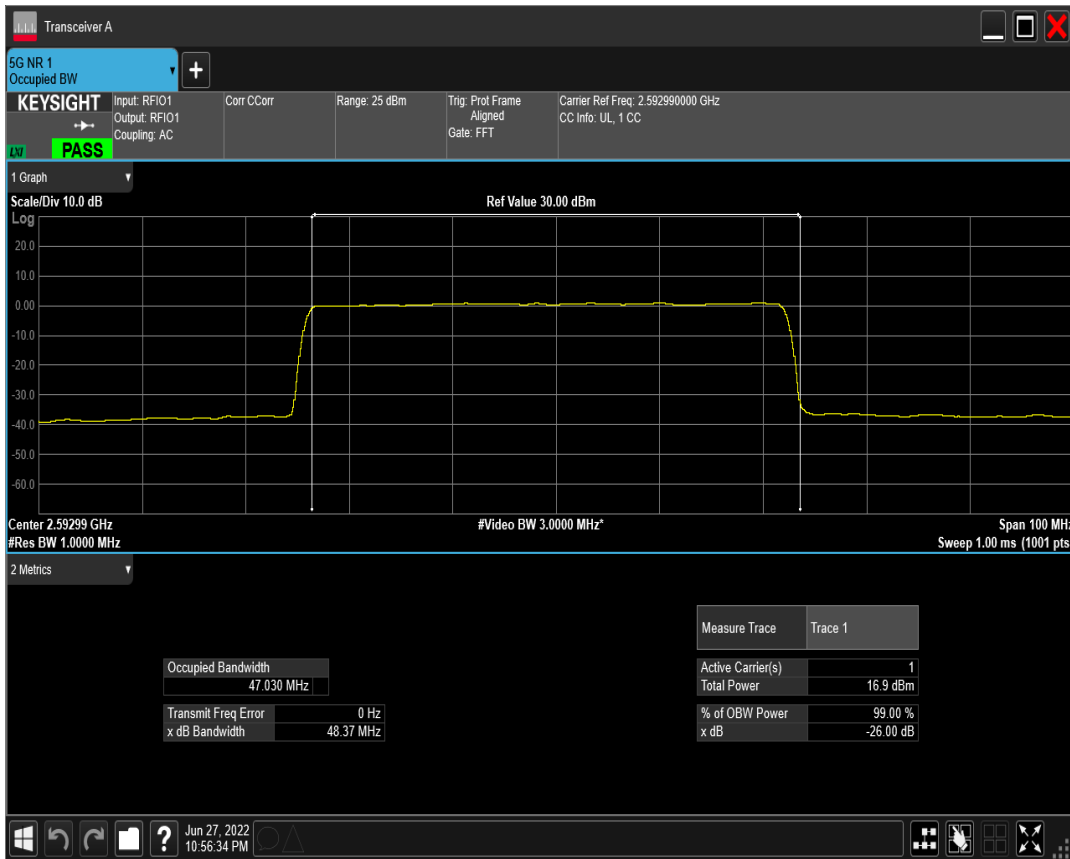 Transceiver A
5G NR 1
Occupied BW
KEYSIGHT
LXI
PASS
Input: RFIO1
Output: RFIO1
Coupling: AC
Corr CCorr
Range: 25 dBm
Trig: Prot Frame
Aligned
Gate: FFT
Carrier Ref Freq: 2.592990000 GHz
CC Info: UL, 1 CC
1 Graph
Scale/Div 10.0 dB
Ref Value 30.00 dBm
Log
20.0
10.0
0.00
-10.0
-20.0
-30.0
-40.0
-50.0
-60.0
Center 2.59299 GHz
#Video BW 3.0000 MHz*
Span 100 MHz
#Res BW 1.0000 MHz
Sweep 1.00 ms (1001 pts
2 Metrics
Measure Trace Trace 1
Occupied Bandwidth
47.030 MHz
Active Carrier(s) 1
Total Power 16.9 dBm
Transmit Freq Error 0 Hz
x dB Bandwidth 48.37 MHz
% of OBW Power 99.00 %
x dB -26.00 dB
?
Jun 27, 2022
10:56:34 PM